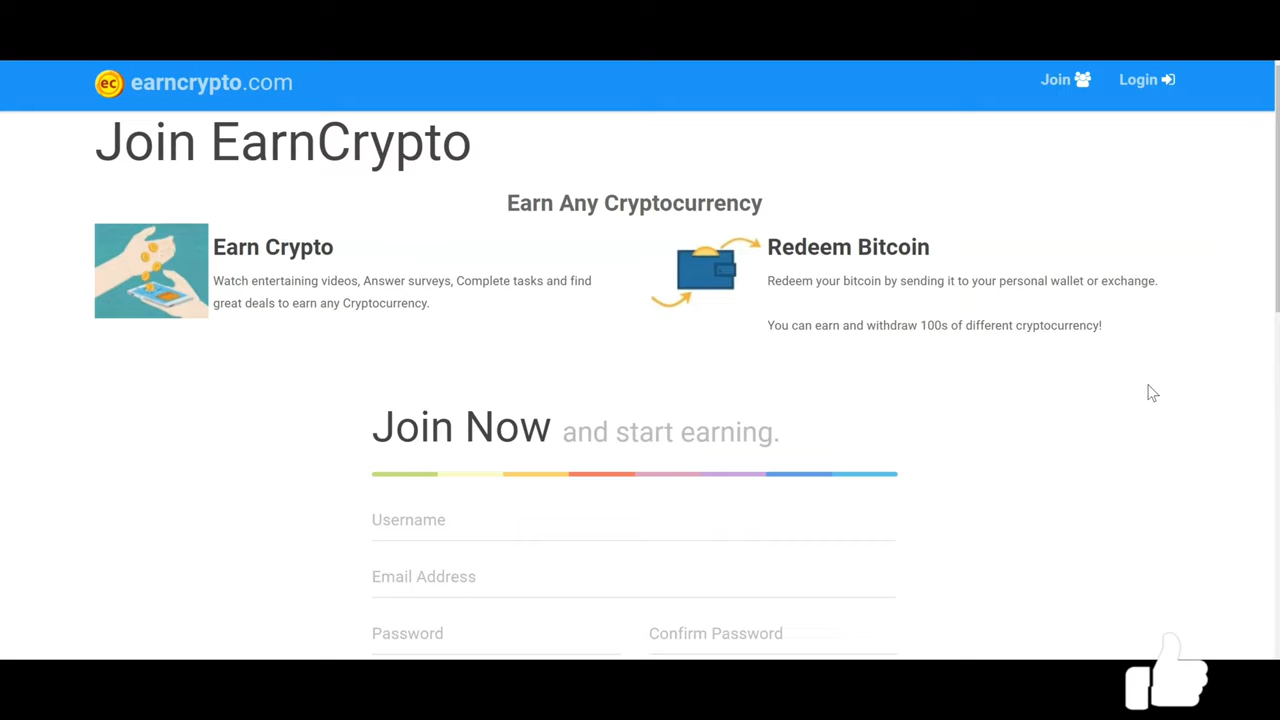 ec earncrypto.com
Join
Login
Join EarnCrypto
Earn Any Cryptocurrency
Earn Crypto
Watch entertaining videos, Answer surveys, Complete tasks and find
great deals to earn any Cryptocurrency.
Redeem Bitcoin
Redeem your bitcoin by sending it to your personal wallet or exchange.
You can earn and withdraw 100s of different cryptocurrency!
Join Now and start earning.
Username
Email Address
Password
Confirm Password